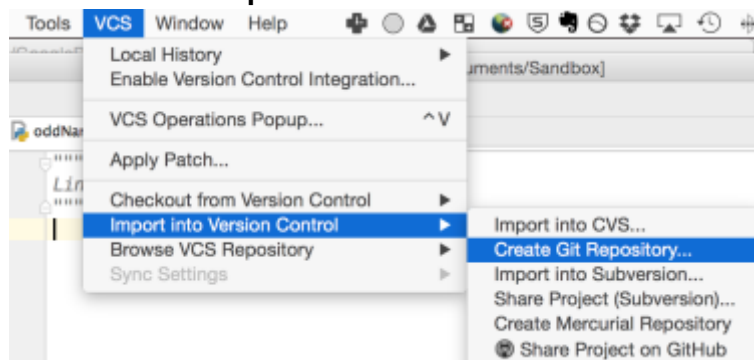 Tools VCS Window Help
Local History
uments/Sandbox]
Enable Version Control Integration...
VCS Operations Popup... ^V
oddNar
Apply Patch...
"""
Lin
"""
Checkout from Version Control
Import into Version Control
Import into CVS...
Browse VCS Repository
Create Git Repository...
Sync Settings
Import into Subversion...
Share Project (Subversion)...
Create Mercurial Repository
Share Project on GitHub